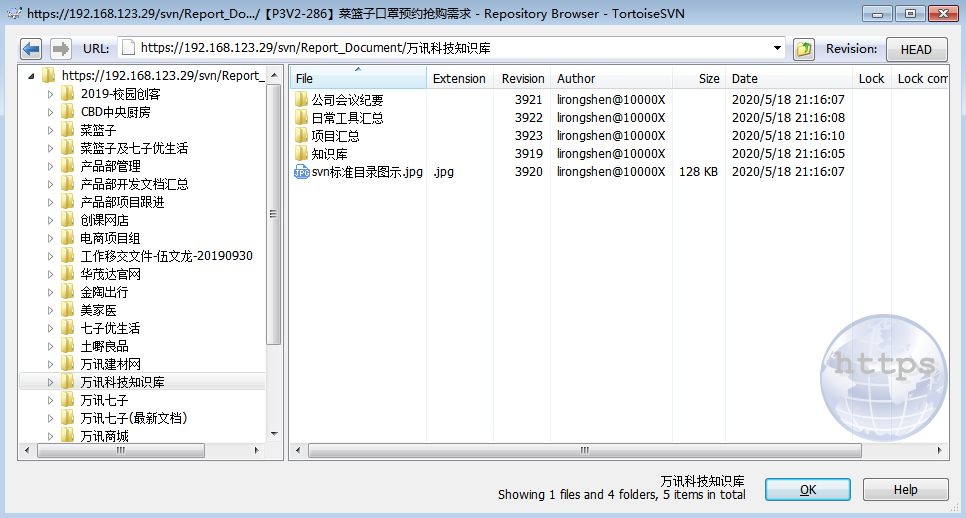 https://192.168.123.29/svn/Report_Do.../【P3V2-286】菜篮子口罩预约抢购需求 - Repository Browser - TortoiseSVN
URL: https://192.168.123.29/svn/Report_Document/万讯科技知识库 Revision: HEAD
https://192.168.123.29/svn/Report_
2019-校园创客
CBD中央厨房
菜篮子
菜篮子及七子优生活
产品部管理
产品部开发文档汇总
产品部项目跟进
创课网店
电商项目组
工作移交文件-伍文龙-20190930
华茂达官网
金陶出行
美家医
七子优生活
土嘢良品
万讯建材网
万讯科技知识库
万讯七子
万讯七子(最新文档)
万讯商城
File Extension Revision Author Size Date Lock Lock com
公司会议纪要 3921 lirongshen@10000X 2020/5/18 21:16:07
日常工具汇总 3922 lirongshen@10000X 2020/5/18 21:16:08
项目汇总 3923 lirongshen@10000X 2020/5/18 21:16:10
知识库 3919 lirongshen@10000X 2020/5/18 21:16:05
JPG svn标准目录图示.jpg .jpg 3920 lirongshen@10000X 128 KB 2020/5/18 21:16:07
https
万讯科技知识库
Showing 1 files and 4 folders, 5 items in total
OK Help